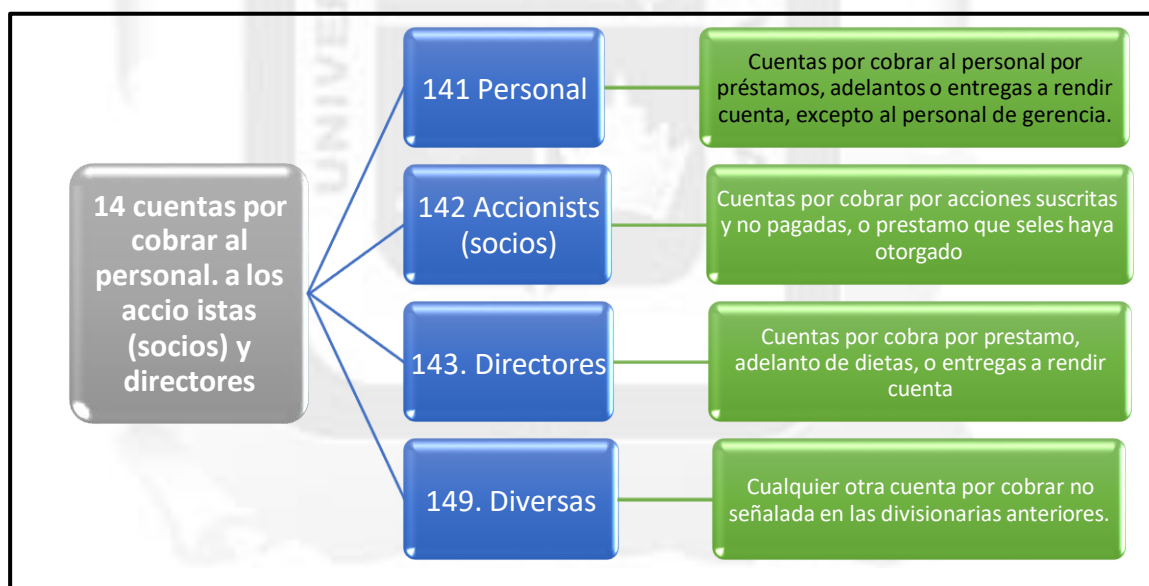 14 cuentas por
cobrar al
personal. a los
accio istas
(socios) y
directores
141 Personal
Cuentas por cobrar al personal por
préstamos, adelantos o entregas a rendir
cuenta, excepto al personal de gerencia.
142 Accionists
(socios)
Cuentas por cobrar por acciones suscritas
y no pagadas, o prestamo que seles haya
otorgado
143. Directores
Cuentas por cobra por prestamo,
adelanto de dietas, o entregas a rendir
cuenta
149. Diversas
Cualquier otra cuenta por cobrar no
señalada en las divisionarias anteriores.